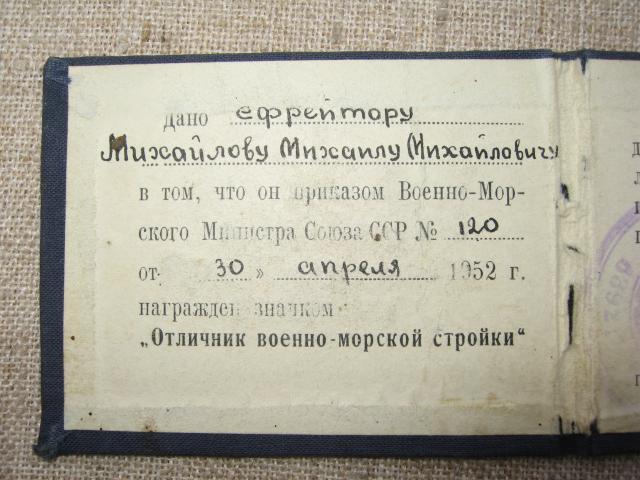 Дано ефрейтору
Михайлову Михаилу Михайловичу
в том, что он приказом Военно-Мор-
ского Министра Союза ССР № 120
от 30 » апреля 1952 г.
награжден значком
„Отличник военно-морской стройки“